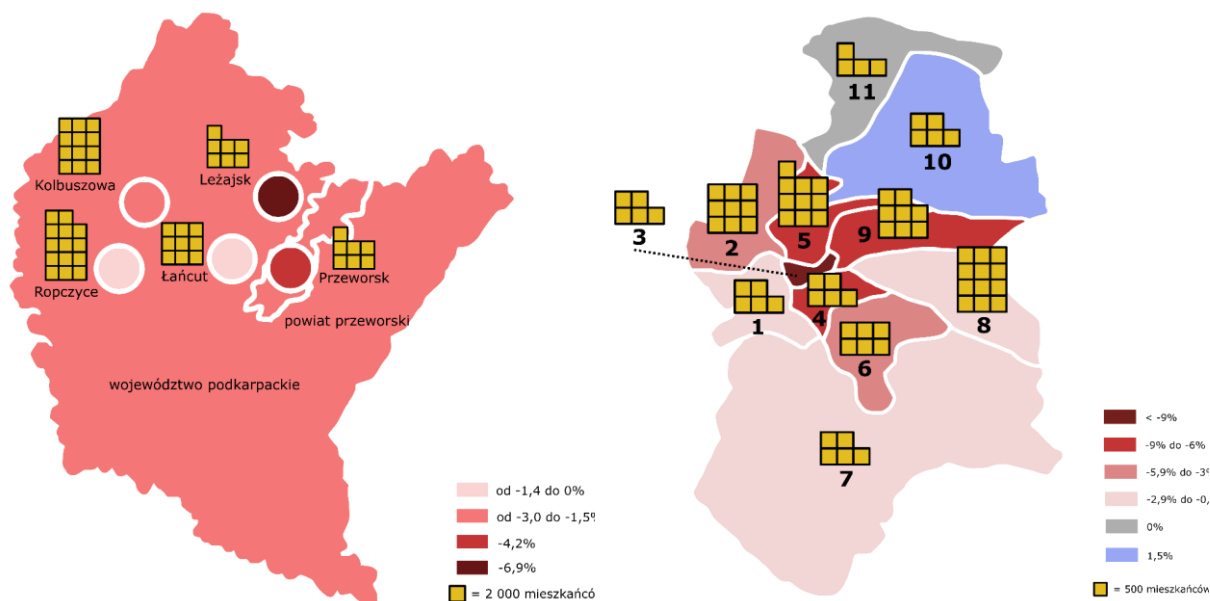 Kolbuszowa
Leżajsk
Ropczyce
Łańcut
Przeworsk
powiat przeworski
województwo podkarpackie
od -1,4 do 0%
od -3,0 do -1,5%
-4,2%
-6,9%
= 2 000 mieszkańców
11
10
3
2
5
9
1
4
8
6
7
< -9%
-9% do -6%
-5,9% do -3%
-2,9% do -0,
0%
1,5%
= 500 mieszkańców